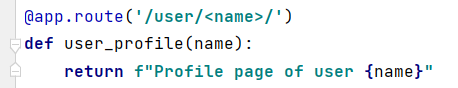 @app.route('/user/<name>/')
def user_profile(name):
    return f"Profile page of user {name}"